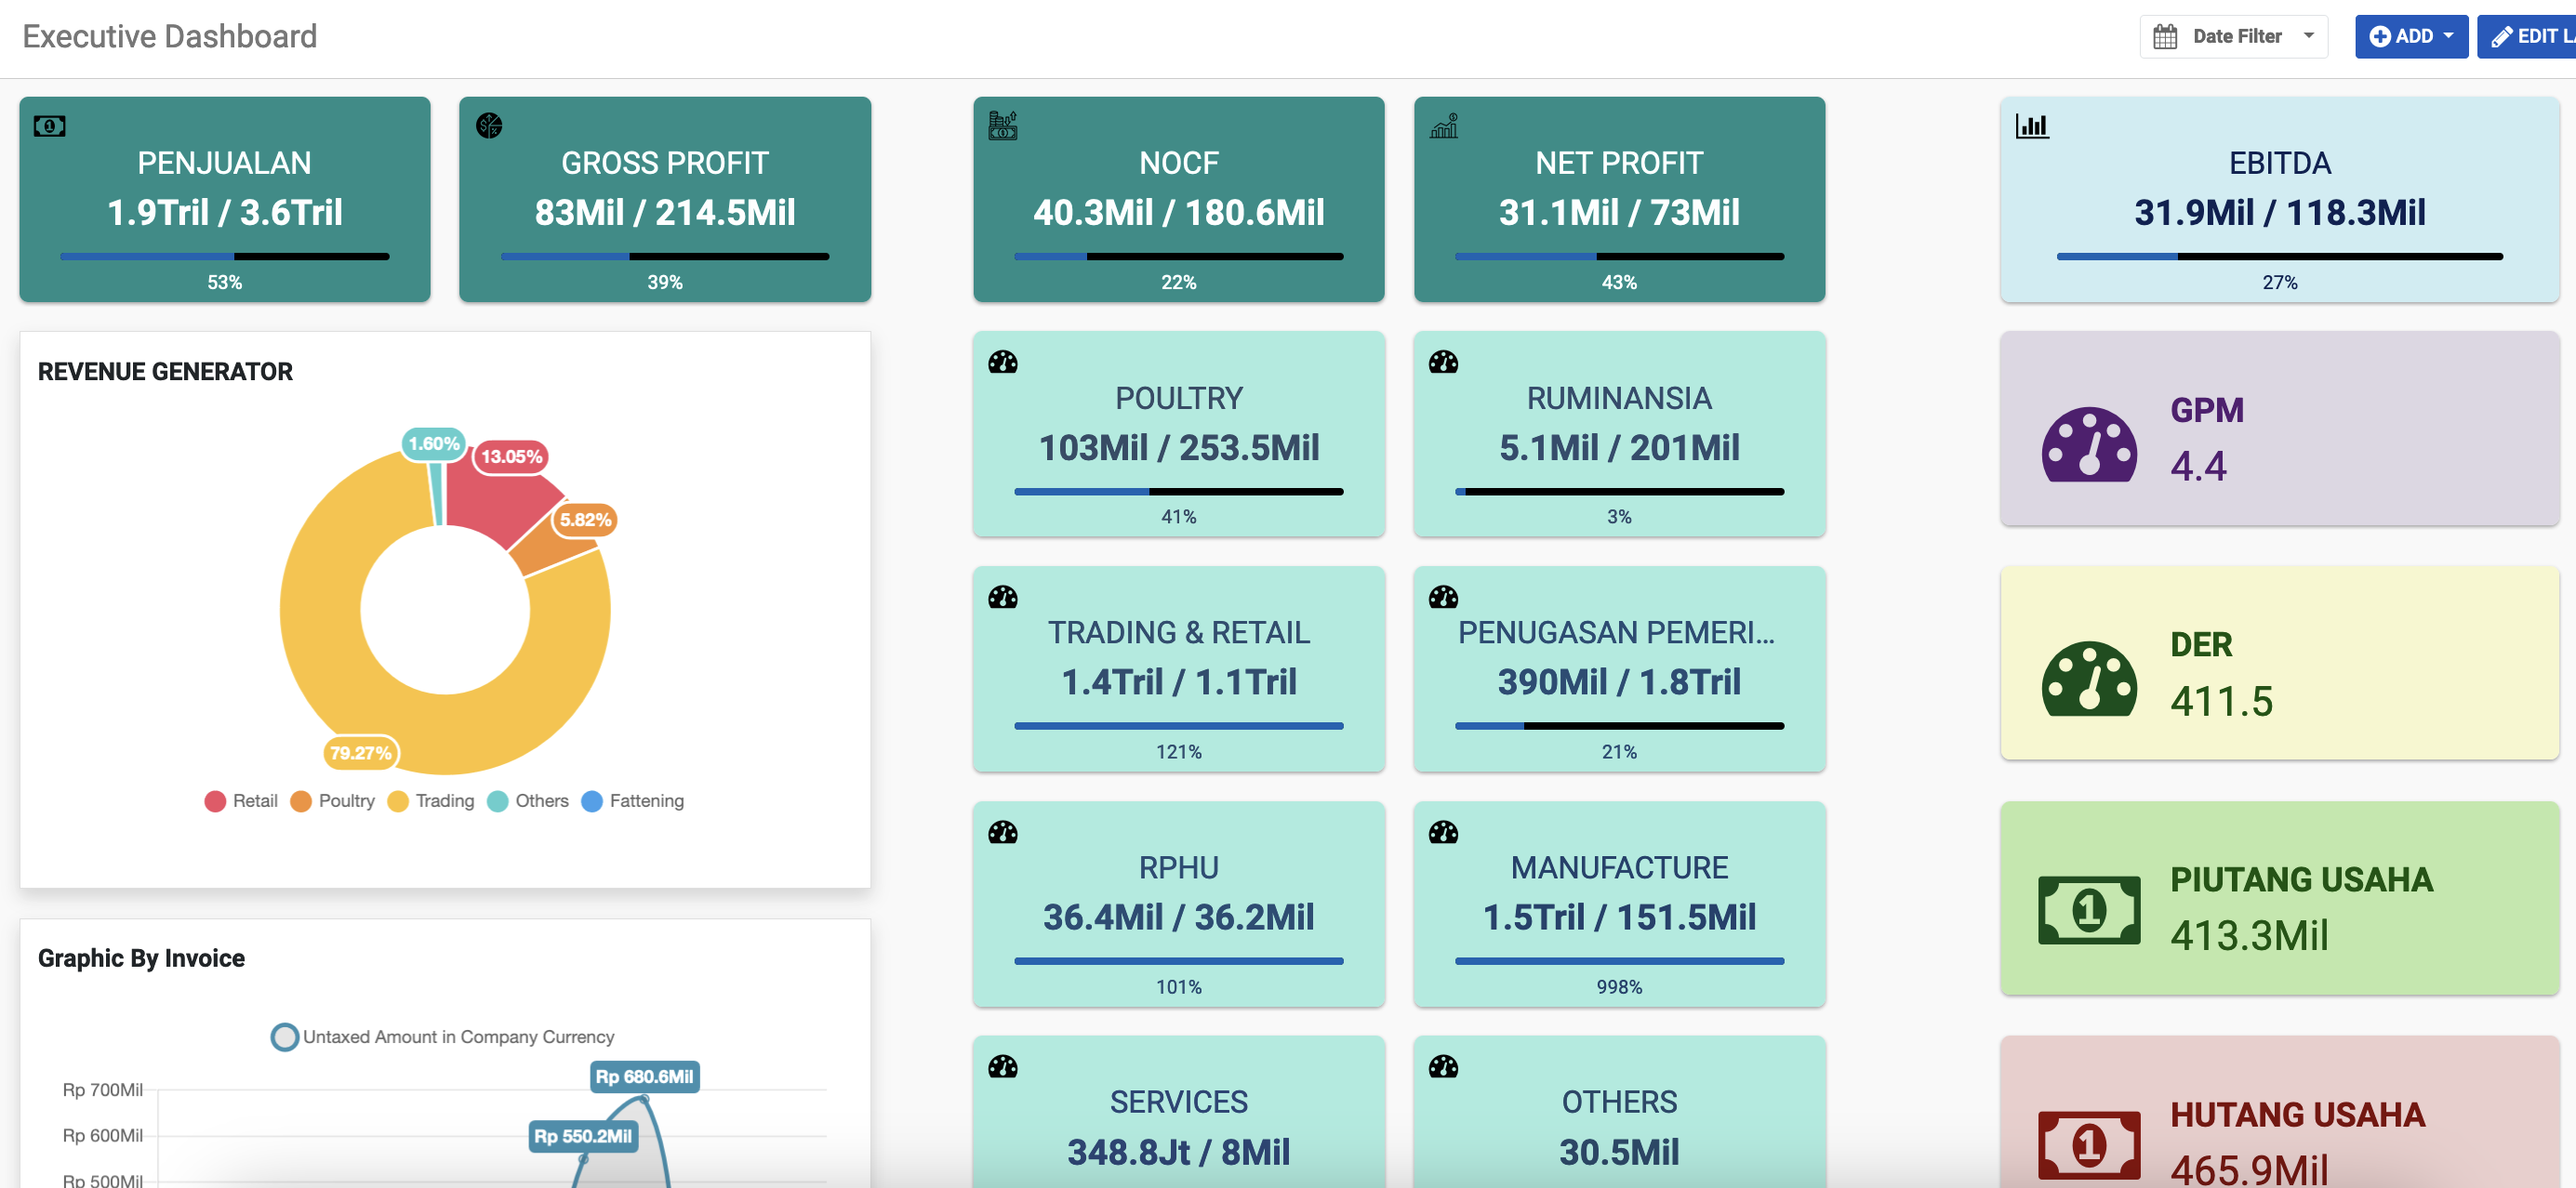 Executive Dashboard
Date Filter
ADD
EDIT L
PENJUALAN
1.9Tril / 3.6Tril
53%
GROSS PROFIT
83Mil / 214.5Mil
39%
NOCF
40.3Mil / 180.6Mil
22%
NET PROFIT
31.1Mil / 73Mil
43%
EBITDA
31.9Mil / 118.3Mil
27%
REVENUE GENERATOR
1.60%
13.05%
5.82%
79.27%
Retail
Poultry
Trading
Others
Fattening
POULTRY
103Mil / 253.5Mil
41%
RUMINANSIA
5.1Mil / 201Mil
3%
GPM
4.4
TRADING & RETAIL
1.4Tril / 1.1Tril
121%
PENUGASAN PEMERI...
390Mil / 1.8Tril
21%
DER
411.5
RPHU
36.4Mil / 36.2Mil
101%
MANUFACTURE
1.5Tril / 151.5Mil
998%
PIUTANG USAHA
413.3Mil
Graphic By Invoice
Untaxed Amount in Company Currency
Rp 680.6Mil
Rp 700Mil
Rp 550.2Mil
Rp 600Mil
Rp 500Mil
SERVICES
348.8Jt / 8Mil
OTHERS
30.5Mil
HUTANG USAHA
465.9Mil